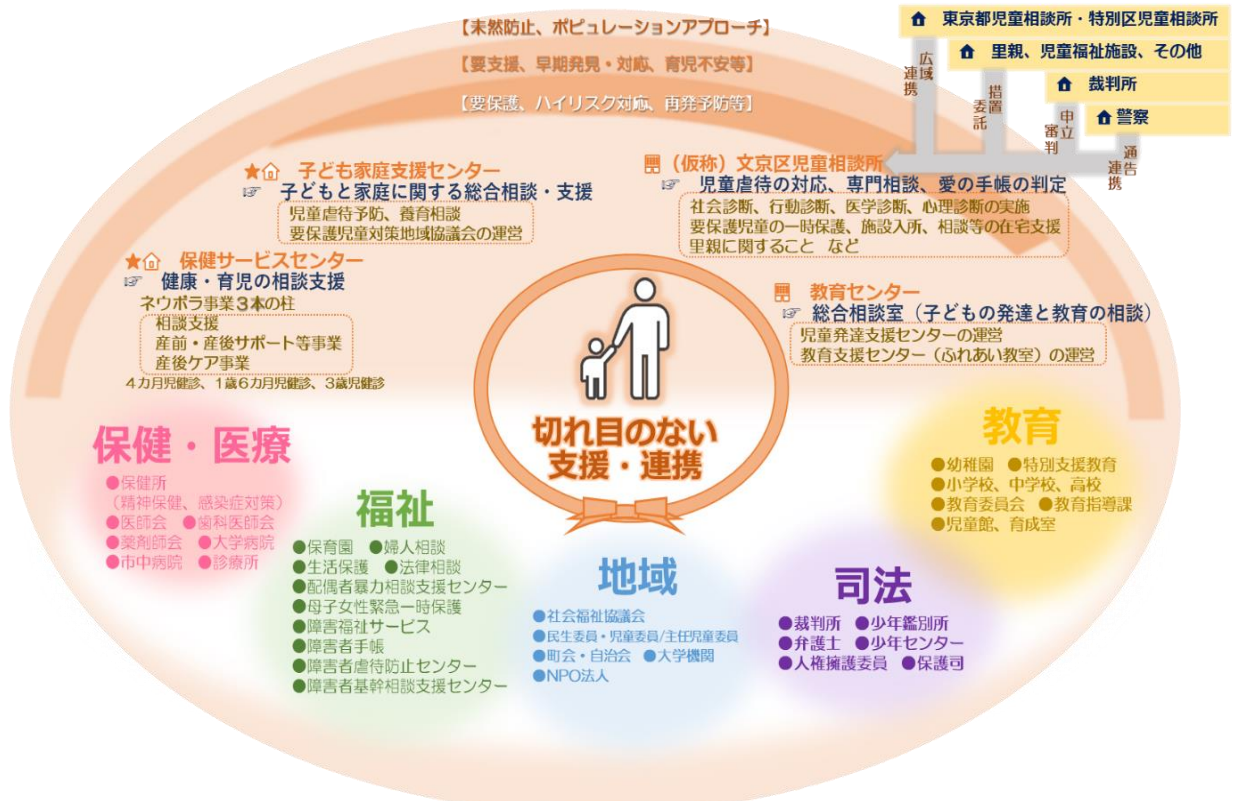 【未然防止、ポピュレーションアプローチ】
【要支援、早期発見・対応、育児不安等】
【要保護、ハイリスク対応、再発予防等】
東京都児童相談所・特別区児童相談所
里親、児童福祉施設、その他
裁判所
警察
広域
連携
措置
委託
申立
審判
通告
連携
★子ども家庭支援センター
☞ 子どもと家庭に関する総合相談・支援
児童虐待予防、養育相談
要保護児童対策地域協議会の運営
(仮称)文京区児童相談所
☞ 児童虐待の対応、専門相談、愛の手帳の判定
社会診断、行動診断、医学診断、心理診断の実施
要保護児童の一時保護、施設入所、相談等の在宅支援
里親に関すること など
★保健サービスセンター
☞ 健康・育児の相談支援
ネウボラ事業3本の柱
相談支援
産前・産後サポート等事業
産後ケア事業
4カ月児健診、1歳6カ月児健診、3歳児健診
教育センター
☞ 総合相談室(子どもの発達と教育の相談)
児童発達支援センターの運営
教育支援センター(ふれあい教室)の運営
切れ目のない
支援・連携
保健・医療
●保健所
(精神保健、感染症対策)
●医師会 ●歯科医師会
●薬剤師会 ●大学病院
●市中病院 ●診療所
福祉
●保育園 ●婦人相談
●生活保護 ●法律相談
●配偶者暴力相談支援センター
●母子女性緊急一時保護
●障害福祉サービス
●障害者手帳
●障害者虐待防止センター
●障害者基幹相談支援センター
地域
●社会福祉協議会
●民生委員・児童委員/主任児童委員
●町会・自治会 ●大学機関
●NPO法人
司法
●裁判所 ●少年鑑別所
●弁護士 ●少年センター
●人権擁護委員 ●保護司
教育
●幼稚園 ●特別支援教育
●小学校、中学校、高校
●教育委員会 ●教育指導課
●児童館、育成室